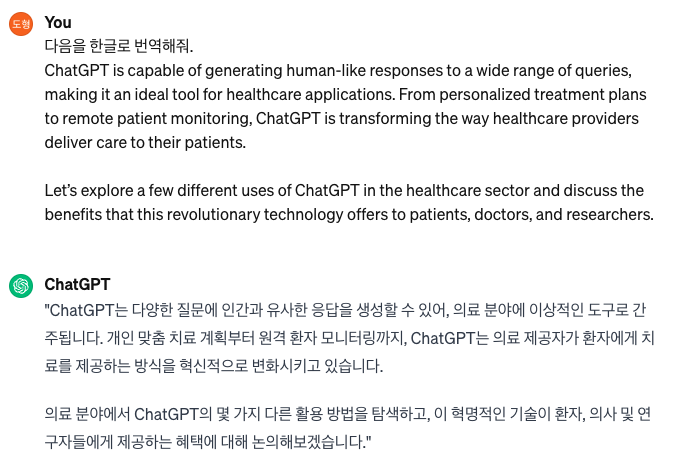 도형
You
다음을 한글로 번역해줘.
ChatGPT is capable of generating human-like responses to a wide range of queries,
making it an ideal tool for healthcare applications. From personalized treatment plans
to remote patient monitoring, ChatGPT is transforming the way healthcare providers
deliver care to their patients.
Let's explore a few different uses of ChatGPT in the healthcare sector and discuss the
benefits that this revolutionary technology offers to patients, doctors, and researchers.
ChatGPT
"ChatGPT는 다양한 질문에 인간과 유사한 응답을 생성할 수 있어, 의료 분야에 이상적인 도구로 간
주됩니다. 개인 맞춤 치료 계획부터 원격 환자 모니터링까지, ChatGPT는 의료 제공자가 환자에게 치
료를 제공하는 방식을 혁신적으로 변화시키고 있습니다.
의료 분야에서 ChatGPT의 몇 가지 다른 활용 방법을 탐색하고, 이 혁명적인 기술이 환자, 의사 및 연
구자들에게 제공하는 혜택에 대해 논의해보겠습니다."